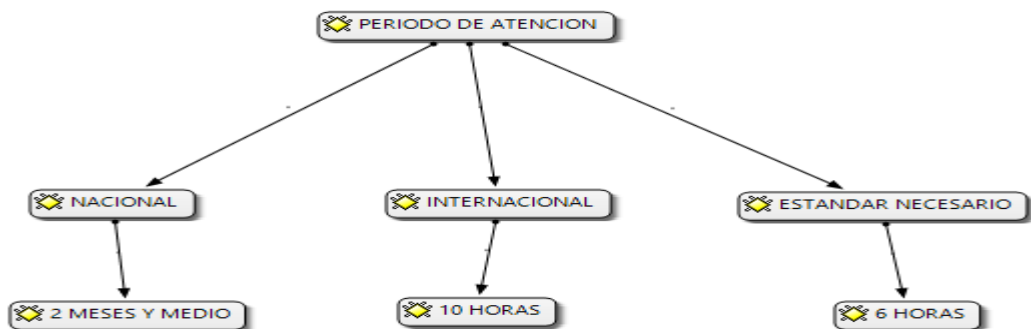 PERIODO DE ATENCION
NACIONAL
INTERNACIONAL
ESTANDAR NECESARIO
2 MESES Y MEDIO
10 HORAS
6 HORAS